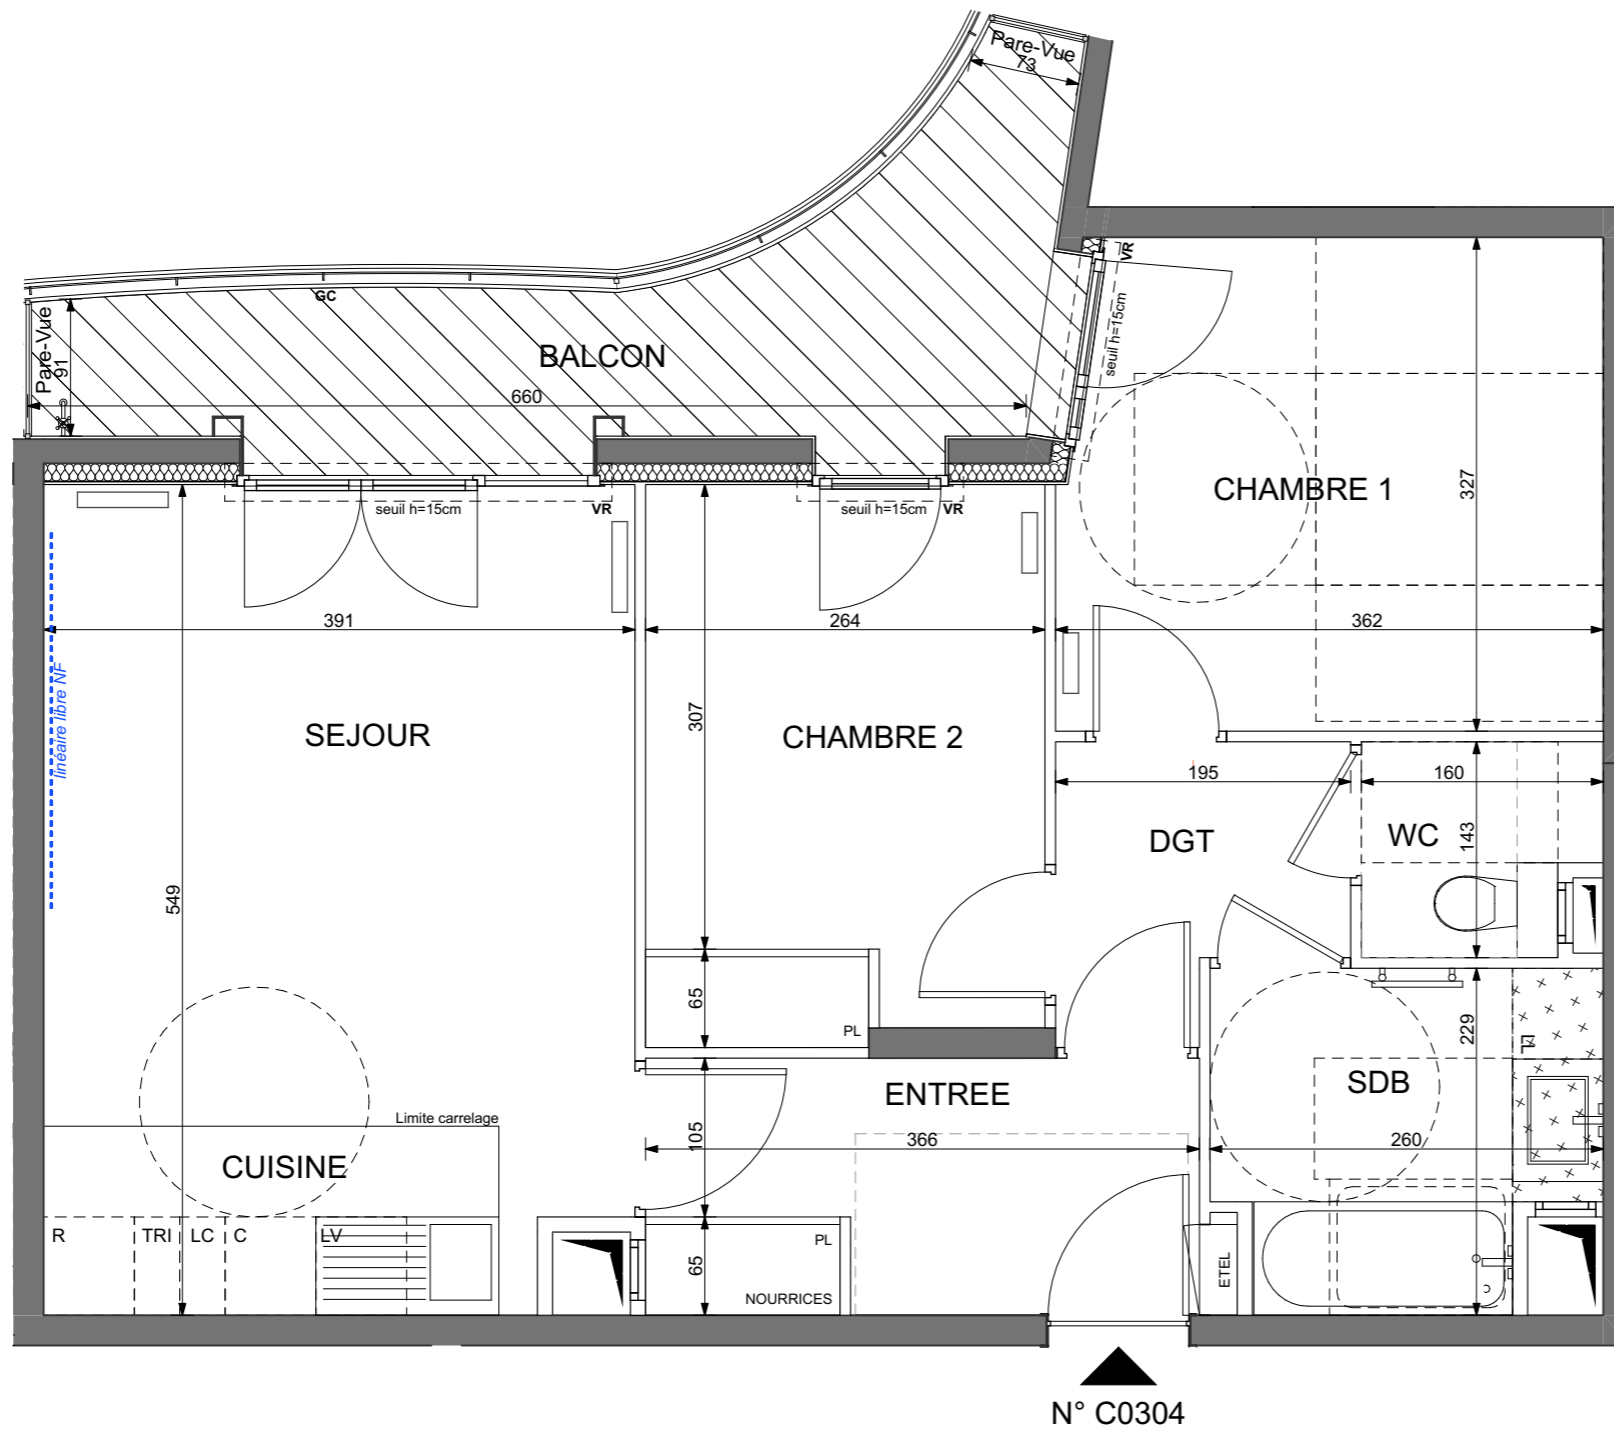 Pare-Vue
73
VR
seuil h=15cm
GC
Pare-Vue
91
BALCON
660
CHAMBRE 1
327
seuil h=15cm
VR
seuil h=15cm
VR
391
264
362
linéaire libre NF
SEJOUR
307
CHAMBRE 2
195
160
DGT
WC
143
549
65
PL
229
LL
SDB
ENTREE
Limite carrelage
105
366
260
CUISINE
R
TRI
LC
C
LV
PL
65
NOURRICES
ETEL
N° C0304